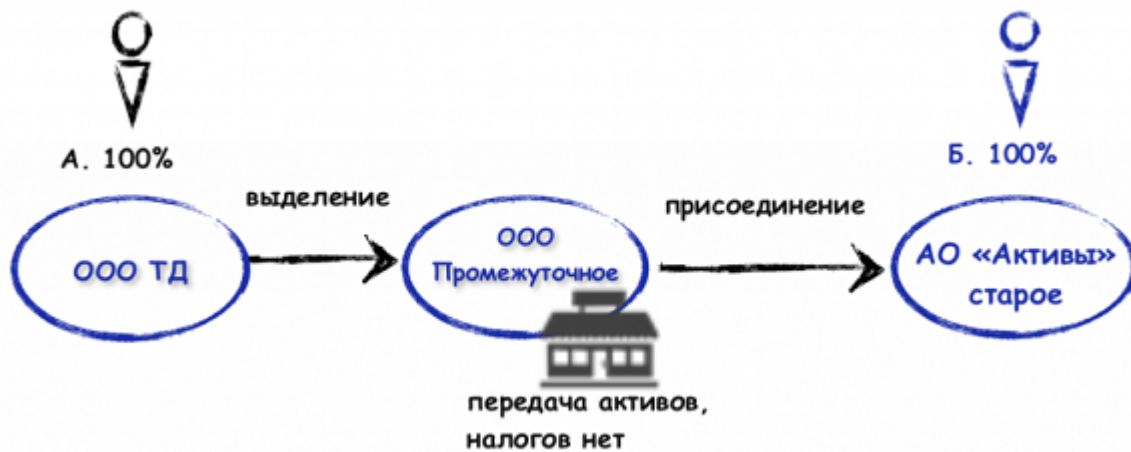 А. 100%
Б. 100%
выделение
присоединение
ООО ТД
ООО
Промежуточное
АО «Активы»
старое
передача активов,
налогов нет